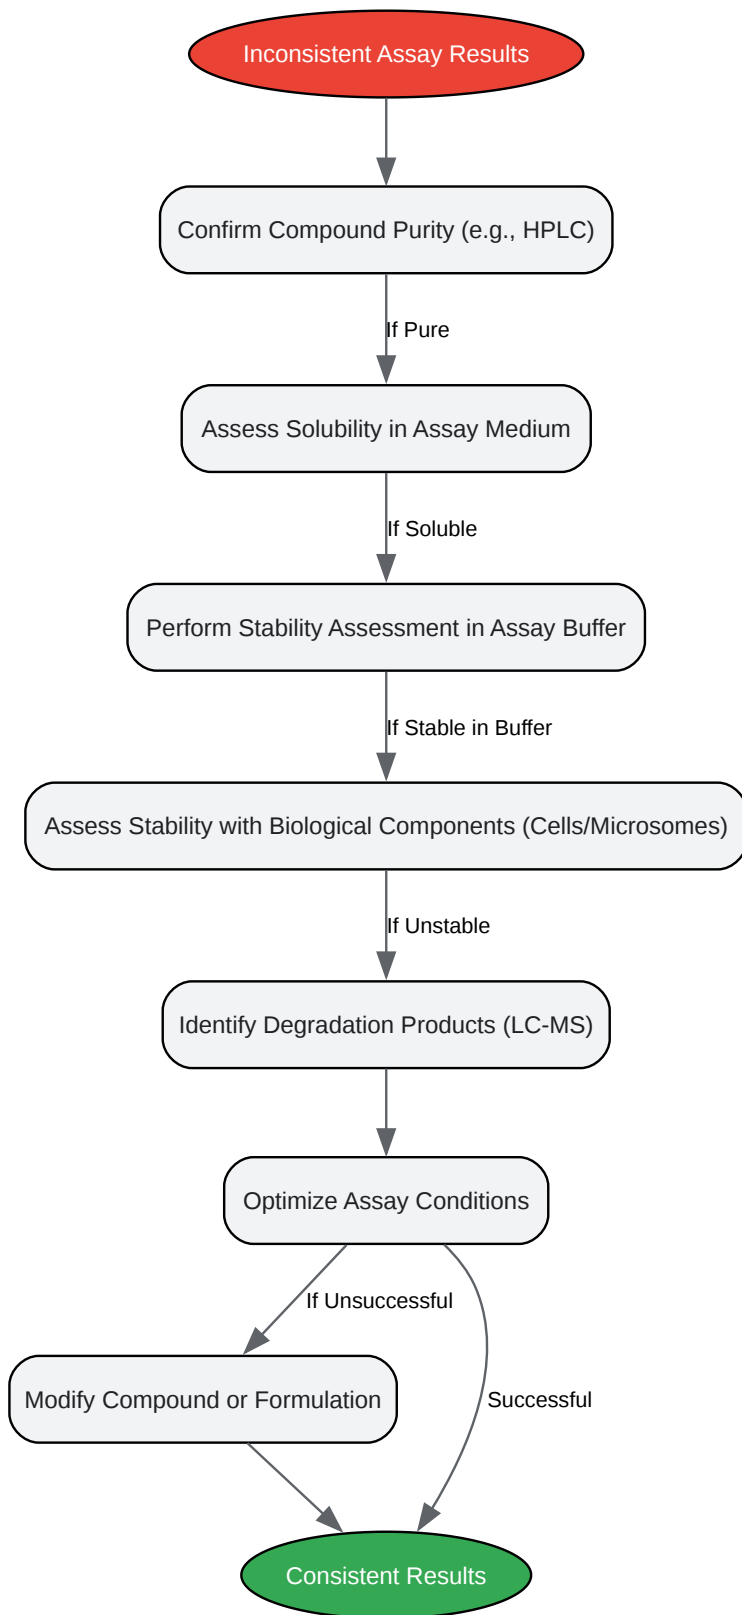 Inconsistent Assay Results
Confirm Compound Purity (e.g., HPLC)
If Pure
Assess Solubility in Assay Medium
If Soluble
Perform Stability Assessment in Assay Buffer
If Stable in Buffer
Assess Stability with Biological Components (Cells/Microsomes)
If Unstable
Identify Degradation Products (LC-MS)
Optimize Assay Conditions
If Unsuccessful
Modify Compound or Formulation
Successful
Consistent Results